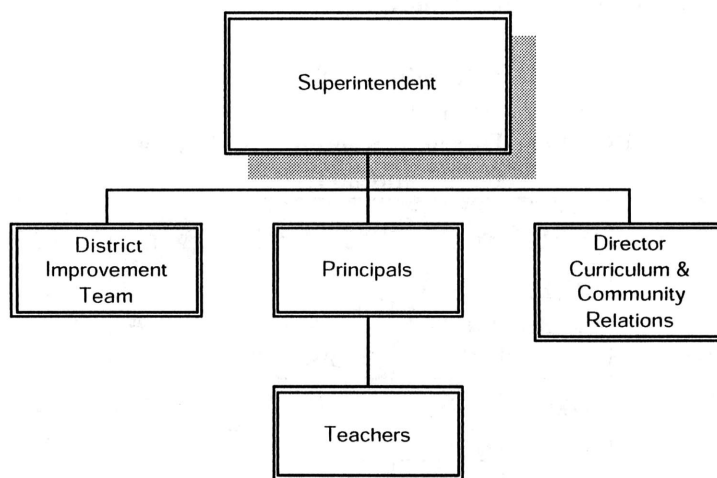 Superintendent
District
Improvement
Team
Principals
Director
Curriculum &
Community
Relations
Teachers